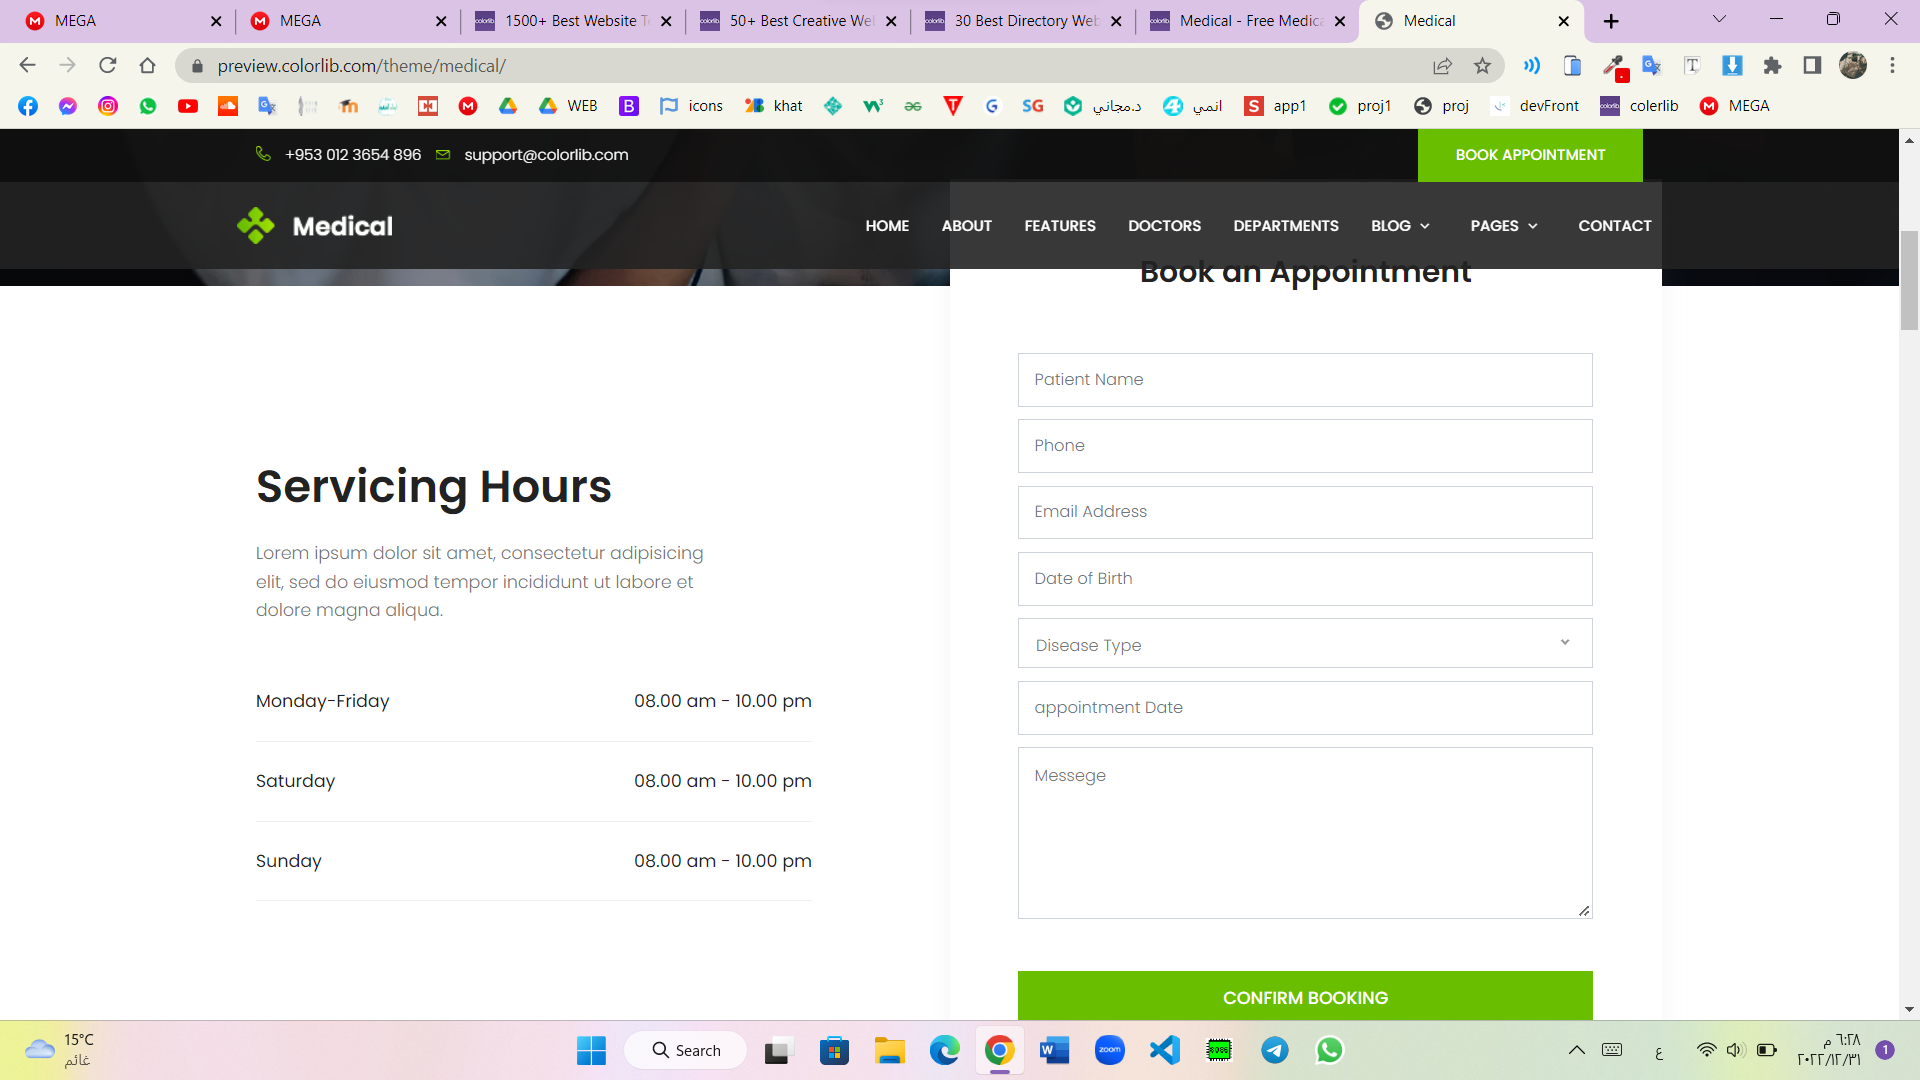 MEGA
MEGA
1500+ Best Website T
50+ Best Creative We
30 Best Directory Web
Medical - Free Medica
Medical
preview.colorlib.com/theme/medical/
WEB
icons
khat
د.مجاني
انمي
app1
proj1
proj
devFront
colerlib
MEGA
+953 012 3654 896 support@colorlib.com
BOOK APPOINTMENT
Medical
HOME ABOUT FEATURES DOCTORS DEPARTMENTS BLOG PAGES CONTACT
Book an Appointment
Patient Name
Phone
Email Address
Date of Birth
Disease Type
appointment Date
Messege
CONFIRM BOOKING
Servicing Hours
Lorem ipsum dolor sit amet, consectetur adipisicing
elit, sed do eiusmod tempor incididunt ut labore et
dolore magna aliqua.
Monday-Friday 08.00 am - 10.00 pm
Saturday 08.00 am - 10.00 pm
Sunday 08.00 am - 10.00 pm
15°C
غائم
Search
zoom
ع
٦:٢٨ م
٢٠٢٢/١٢/٣١
1